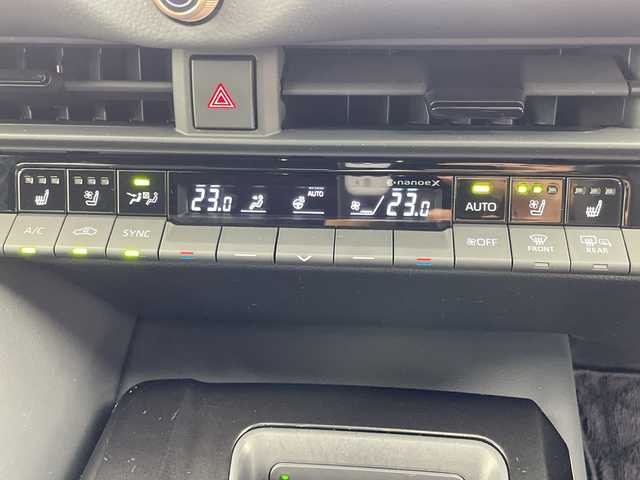 nanoeX
23.0
AUTO
23.0
AUTO
A/C
SYNC
OFF
FRONT
REAR